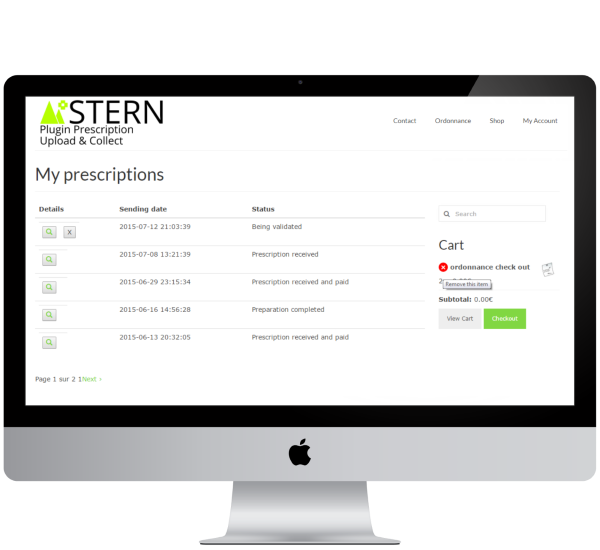 STERN
Plugin Prescription
Upload & Collect
Contact Ordonnance Shop My Account
My prescriptions
Details Sending date Status
X 2015-07-12 21:03:39 Being validated
2015-07-08 13:21:39 Prescription received
2015-06-29 23:15:34 Prescription received and paid
2015-06-16 14:56:28 Preparation completed
2015-06-13 20:32:05 Prescription received and paid
Page 1 sur 2 1Next ›
Search
Cart
ordonnance check out
Remove this item
Subtotal: 0.00€
View Cart Checkout